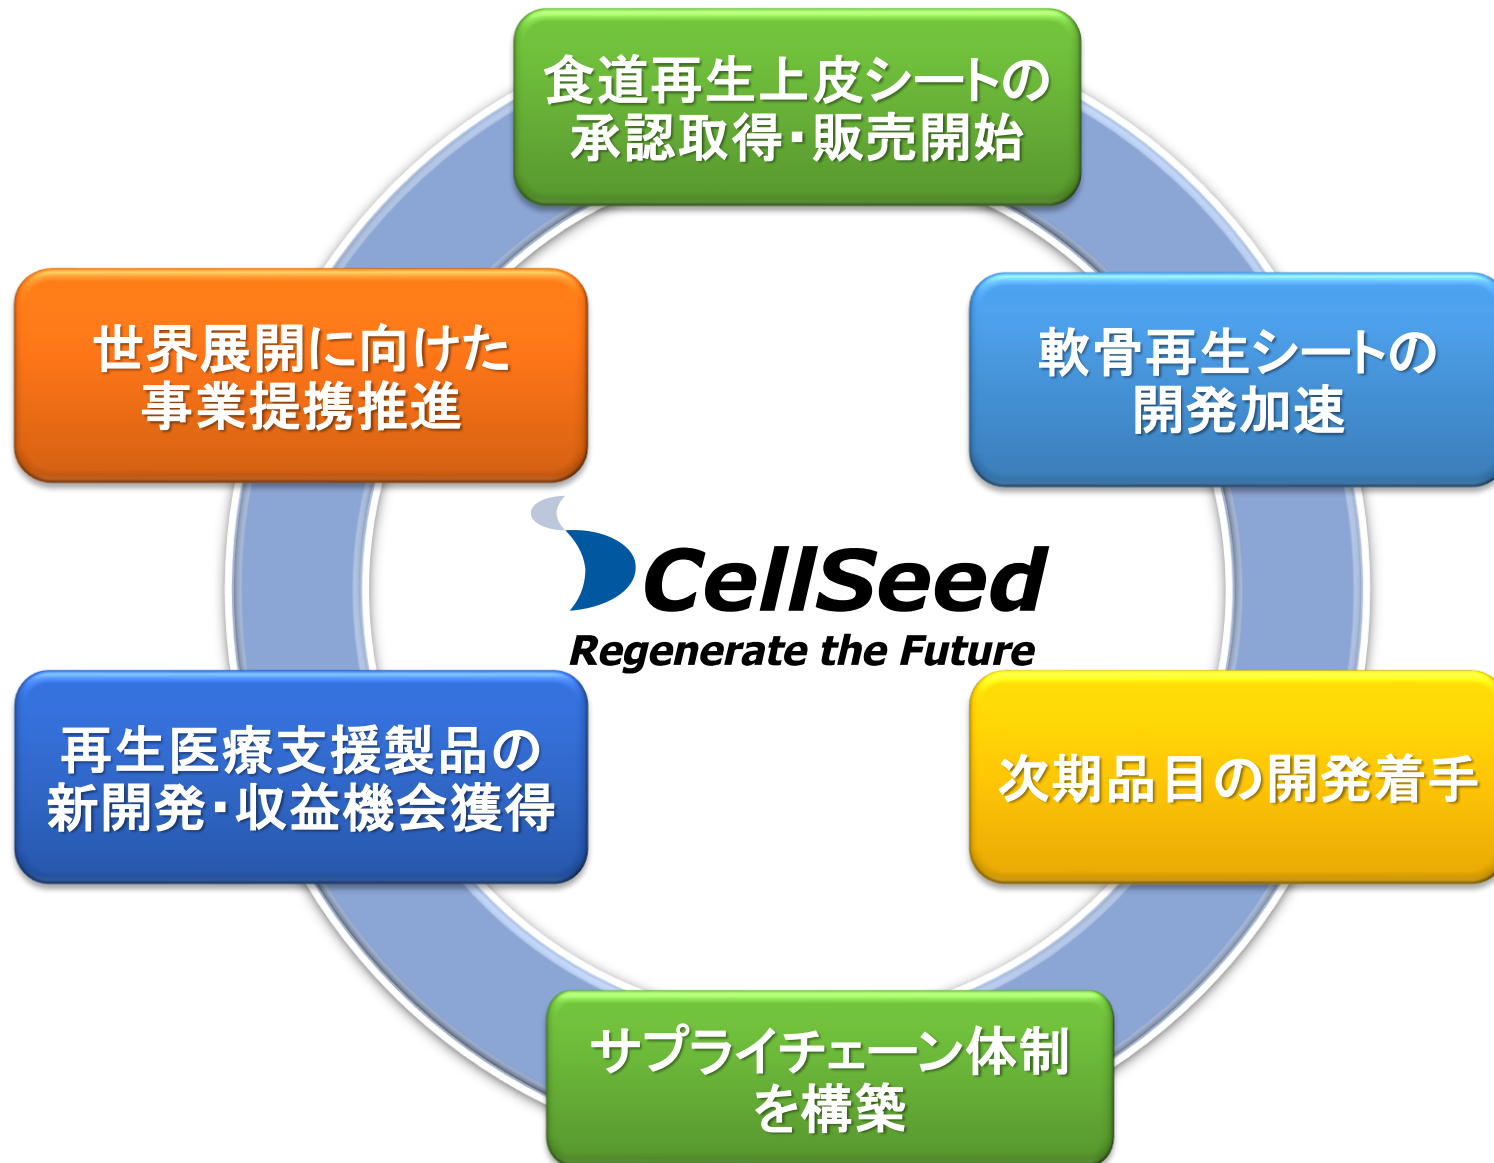 食道再生上皮シートの
承認取得・販売開始
世界展開に向けた
事業提携推進
軟骨再生シートの
開発加速
CellSeed
Regenerate the Future
再生医療支援製品の
新開発・収益機会獲得
次期品目の開発着手
サプライチェーン体制
を構築